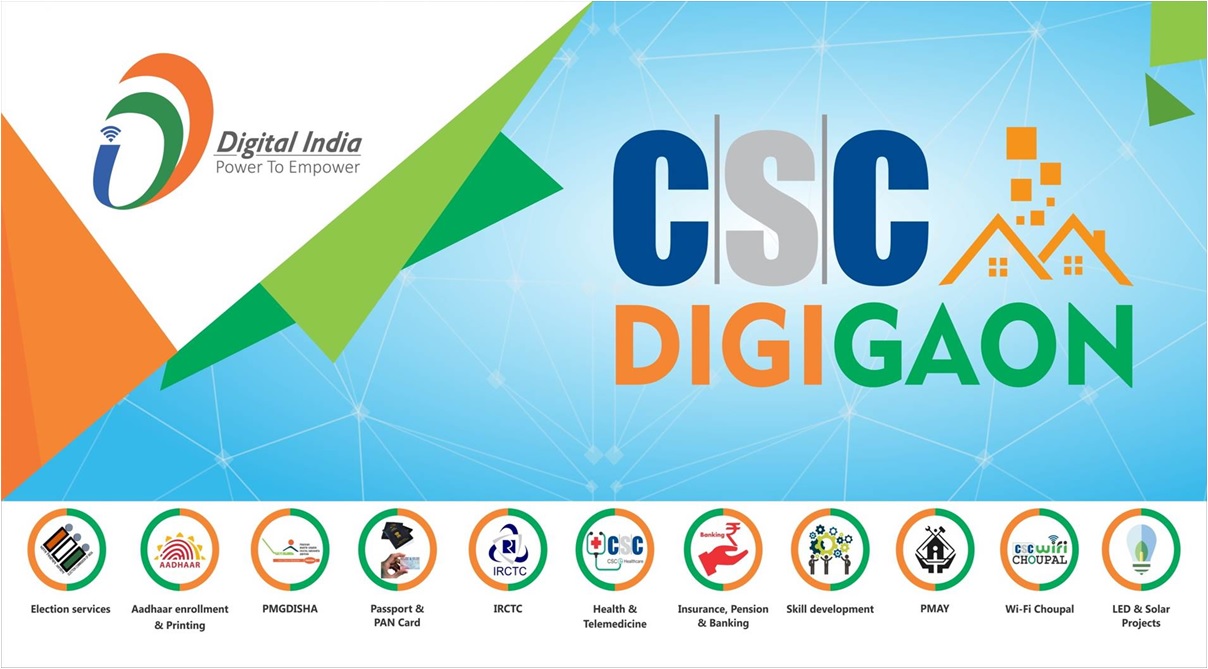 Digital India
Power To Empower
CSC
DIGIGAON
AADHAAR
IRCTC
CSC
CSC Healthcare
Banking
CSC wifi
CHOUPAL
Election services
Aadhaar enrollment
& Printing
PMGDISHA
Passport &
PAN Card
IRCTC
Health &
Telemedicine
Insurance, Pension
& Banking
Skill development
PMAY
Wi-Fi Choupal
LED & Solar
Projects